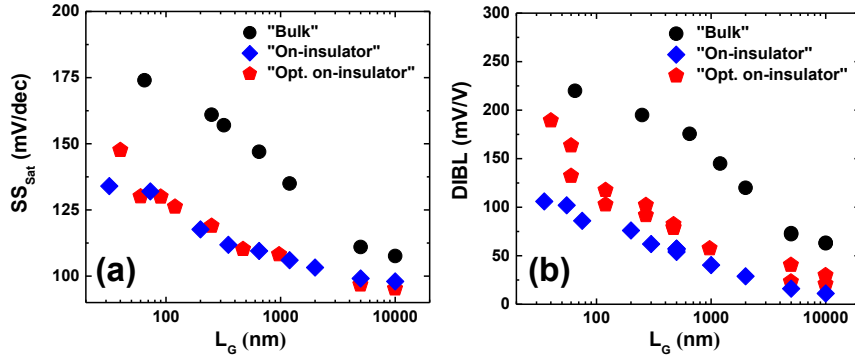 200
175
150
125
100
SS_Sat (mV/dec)
"Bulk"
"On-insulator"
"Opt. on-insulator"
(a)
100 1000 10000
L_G (nm)
300
250
200
150
100
50
0
DIBL (mV/V)
"Bulk"
"On-insulator"
"Opt. on-insulator"
(b)
100 1000 10000
L_G (nm)